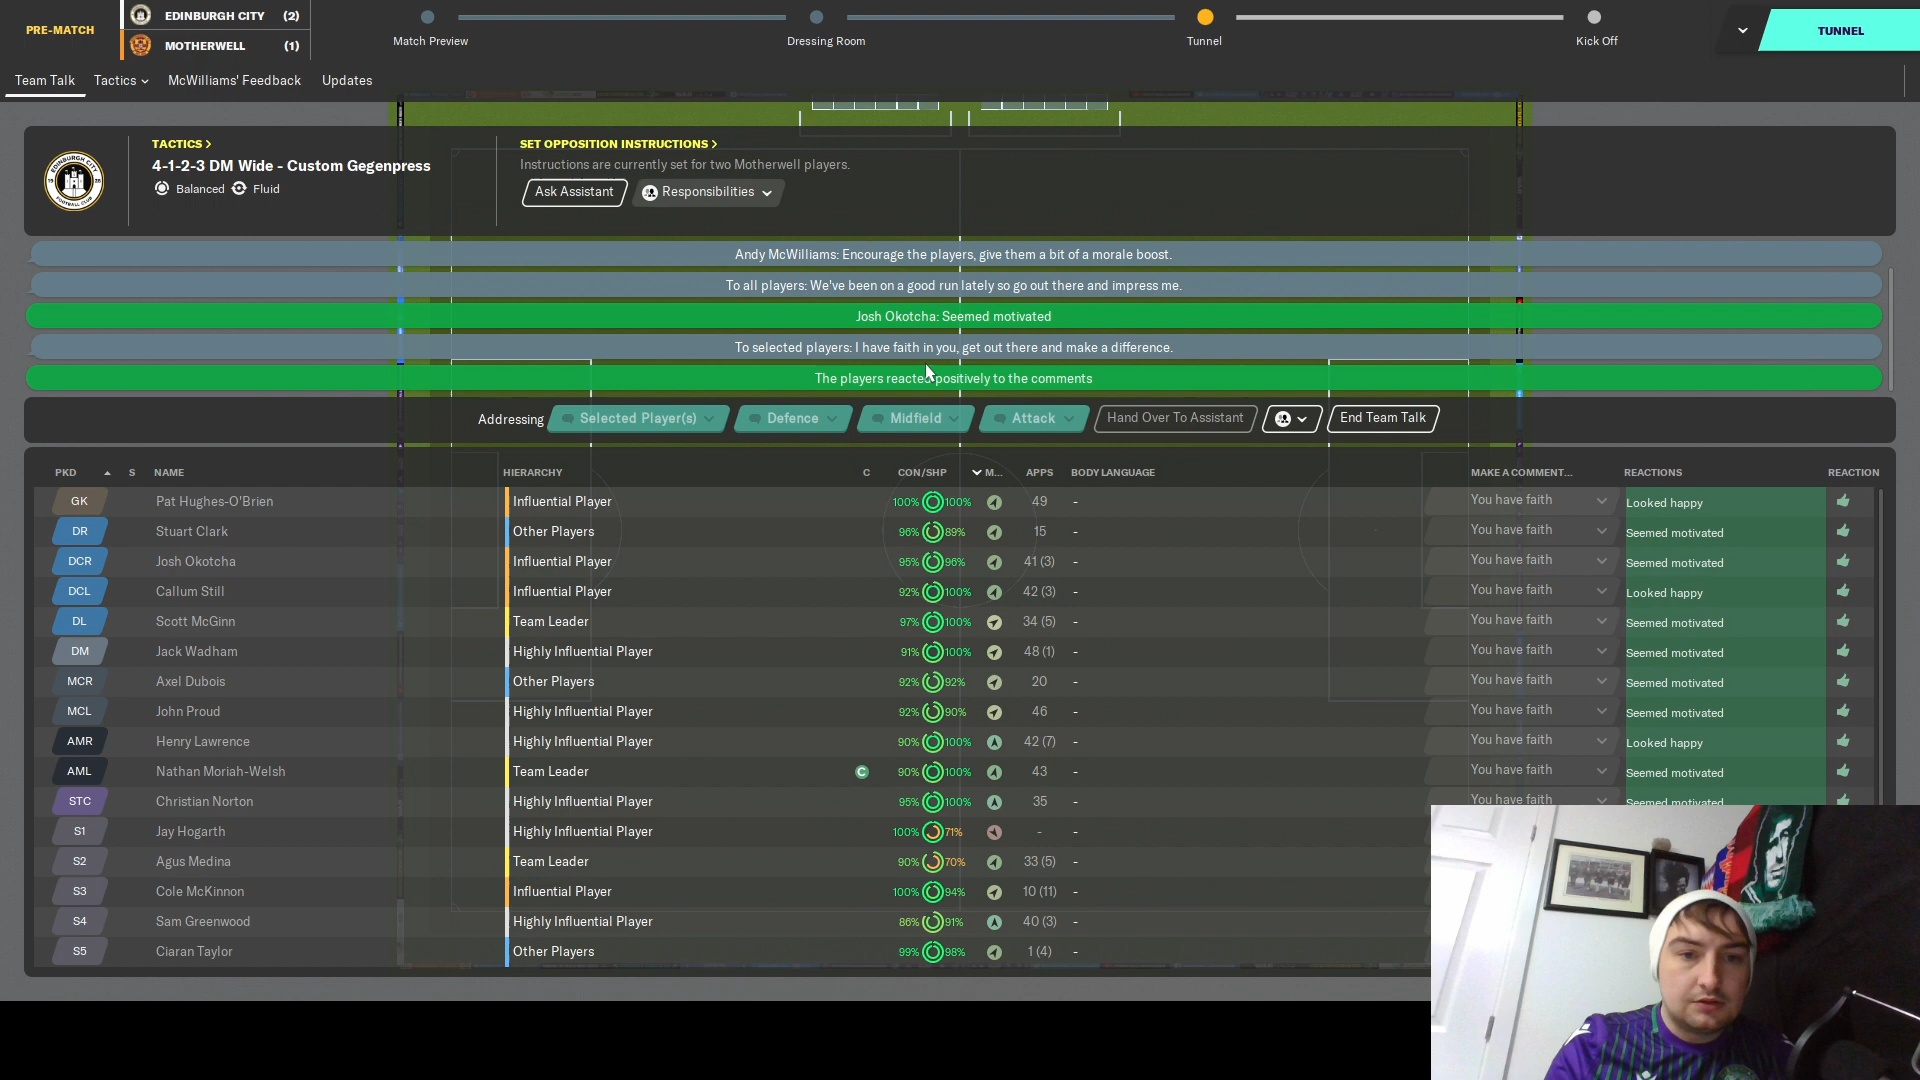 PRE-MATCH
EDINBURGH CITY (2)
MOTHERWELL (1)
Match Preview
Dressing Room
Tunnel
Kick Off
TUNNEL
Team Talk Tactics McWilliams' Feedback Updates
TACTICS >
4-1-2-3 DM Wide - Custom Gegenpress
Balanced Fluid
SET OPPOSITION INSTRUCTIONS >
Instructions are currently set for two Motherwell players.
Ask Assistant Responsibilities
EDINBURGH CITY
FOOTBALL CLUB
Andy McWilliams: Encourage the players, give them a bit of a morale boost.
To all players: We've been on a good run lately so go out there and impress me.
Josh Okotcha: Seemed motivated
To selected players: I have faith in you, get out there and make a difference.
The players reacted positively to the comments
Addressing Selected Player(s) Defence Midfield Attack Hand Over To Assistant End Team Talk
PKD S NAME HIERARCHY C CON/SHP M... APPS BODY LANGUAGE MAKE A COMMENT... REACTIONS REACTION
GK Pat Hughes-O'Brien Influential Player 100% 100% 49 - You have faith Looked happy
DR Stuart Clark Other Players 96% 89% 15 - You have faith Seemed motivated
DCR Josh Okotcha Influential Player 95% 96% 41 (3) - You have faith Seemed motivated
DCL Callum Still Influential Player 92% 100% 42 (3) - You have faith Looked happy
DL Scott McGinn Team Leader 97% 100% 34 (5) - You have faith Seemed motivated
DM Jack Wadham Highly Influential Player 91% 100% 48 (1) - You have faith Seemed motivated
MCR Axel Dubois Other Players 92% 92% 20 - You have faith Seemed motivated
MCL John Proud Highly Influential Player 92% 90% 46 - You have faith Seemed motivated
AMR Henry Lawrence Highly Influential Player 90% 100% 42 (7) - You have faith Looked happy
AML Nathan Moriah-Welsh Team Leader C 90% 100% 43 - You have faith Seemed motivated
STC Christian Norton Highly Influential Player 95% 100% 35 - You have faith Seemed motivated
S1 Jay Hogarth Highly Influential Player 100% 71% - -
S2 Agus Medina Team Leader 90% 70% 33 (5) -
S3 Cole McKinnon Influential Player 100% 94% 10 (11) -
S4 Sam Greenwood Highly Influential Player 86% 91% 40 (3) -
S5 Ciaran Taylor Other Players 99% 98% 1 (4) -